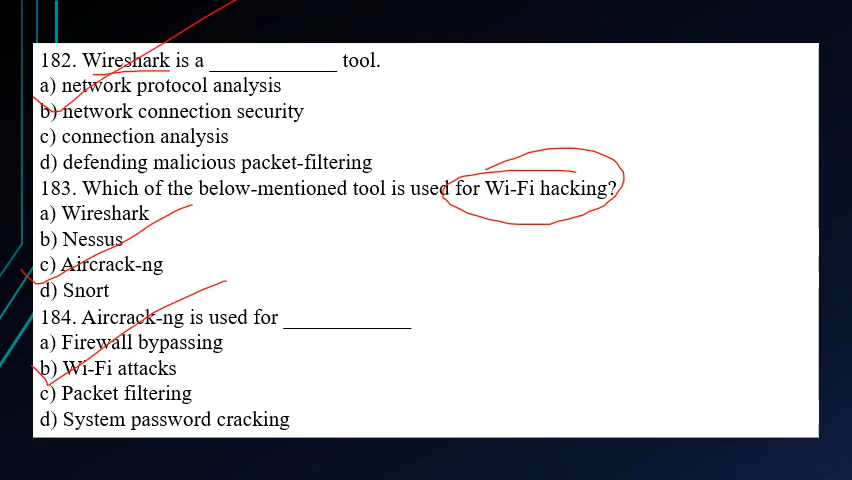 182. Wireshark is a ____________ tool.
a) network protocol analysis
b) network connection security
c) connection analysis
d) defending malicious packet-filtering
183. Which of the below-mentioned tool is used for Wi-Fi hacking?
a) Wireshark
b) Nessus
c) Aircrack-ng
d) Snort
184. Aircrack-ng is used for ____________
a) Firewall bypassing
b) Wi-Fi attacks
c) Packet filtering
d) System password cracking